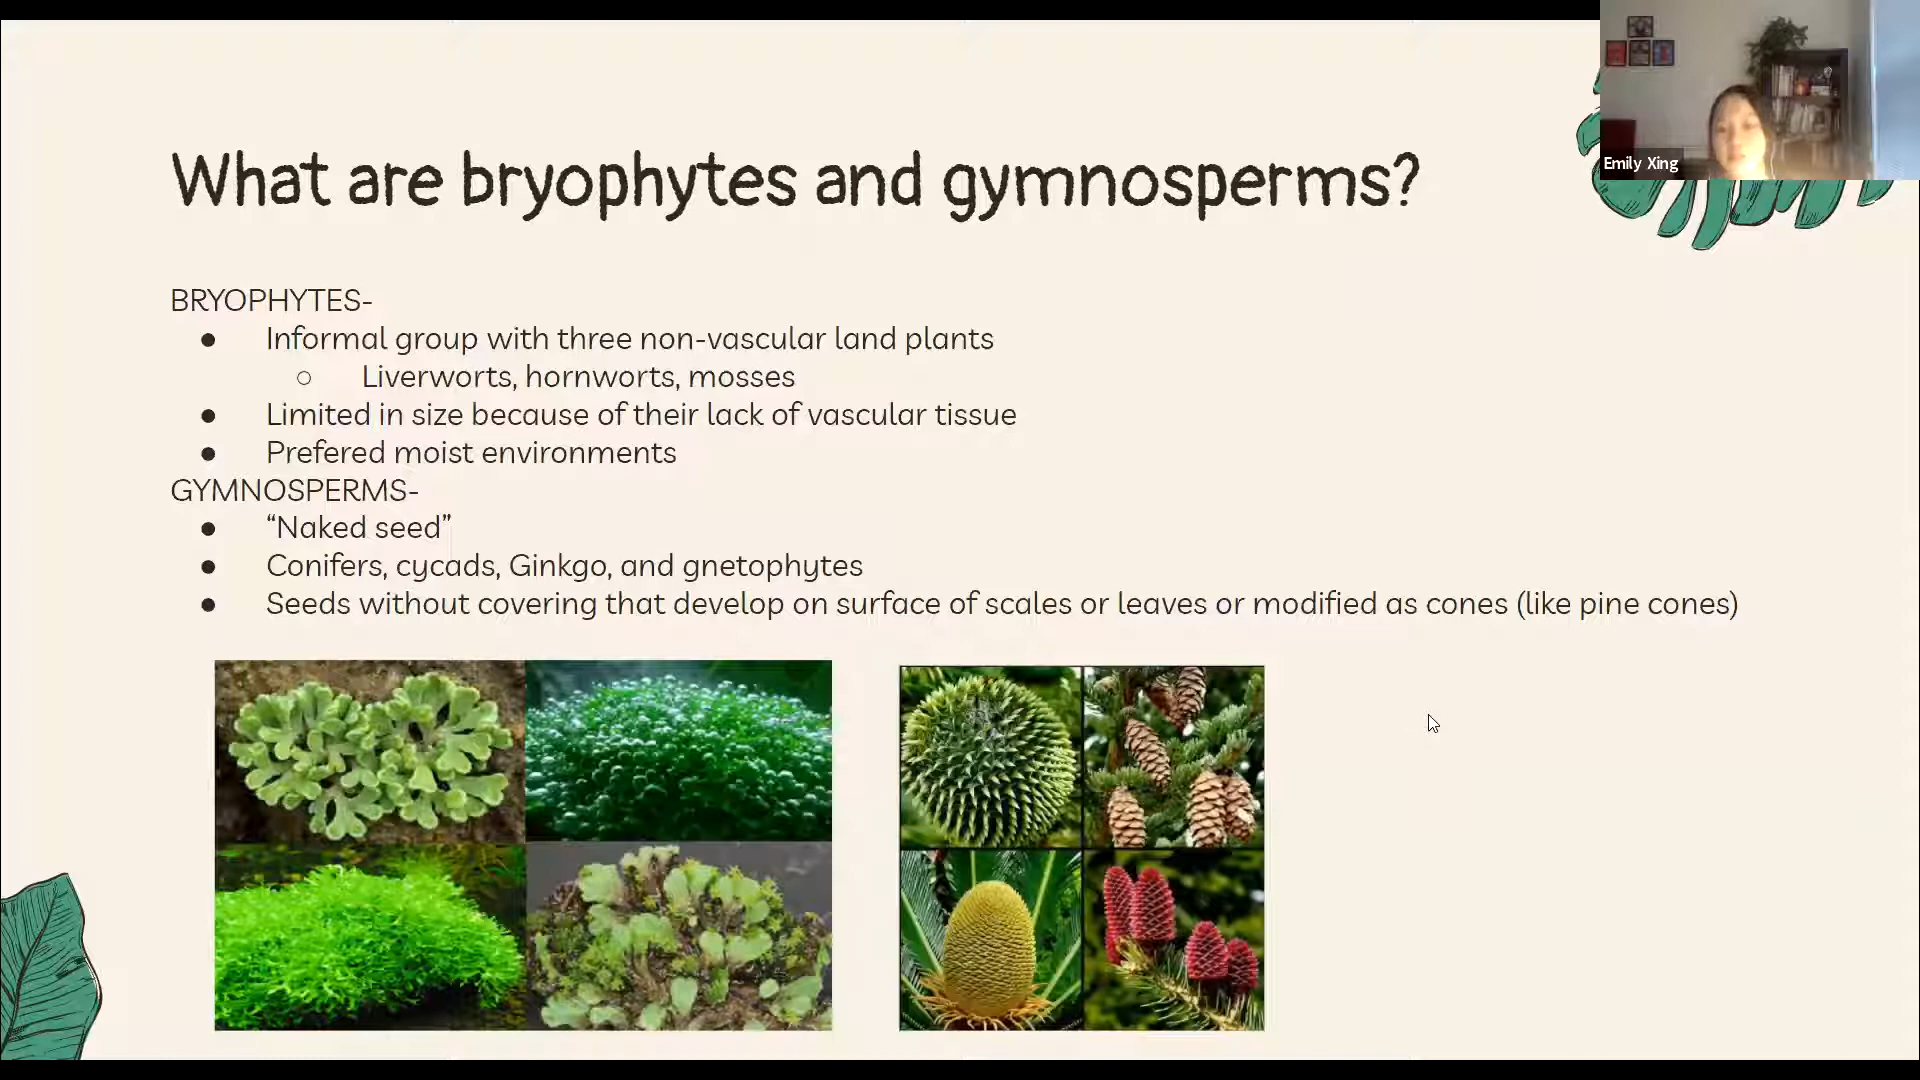 Emily Xing
What are bryophytes and gymnosperms?
BRYOPHYTES-
● Informal group with three non-vascular land plants
○ Liverworts, hornworts, mosses
● Limited in size because of their lack of vascular tissue
● Prefered moist environments
GYMNOSPERMS-
● “Naked seed”
● Conifers, cycads, Ginkgo, and gnetophytes
● Seeds without covering that develop on surface of scales or leaves or modified as cones (like pine cones)